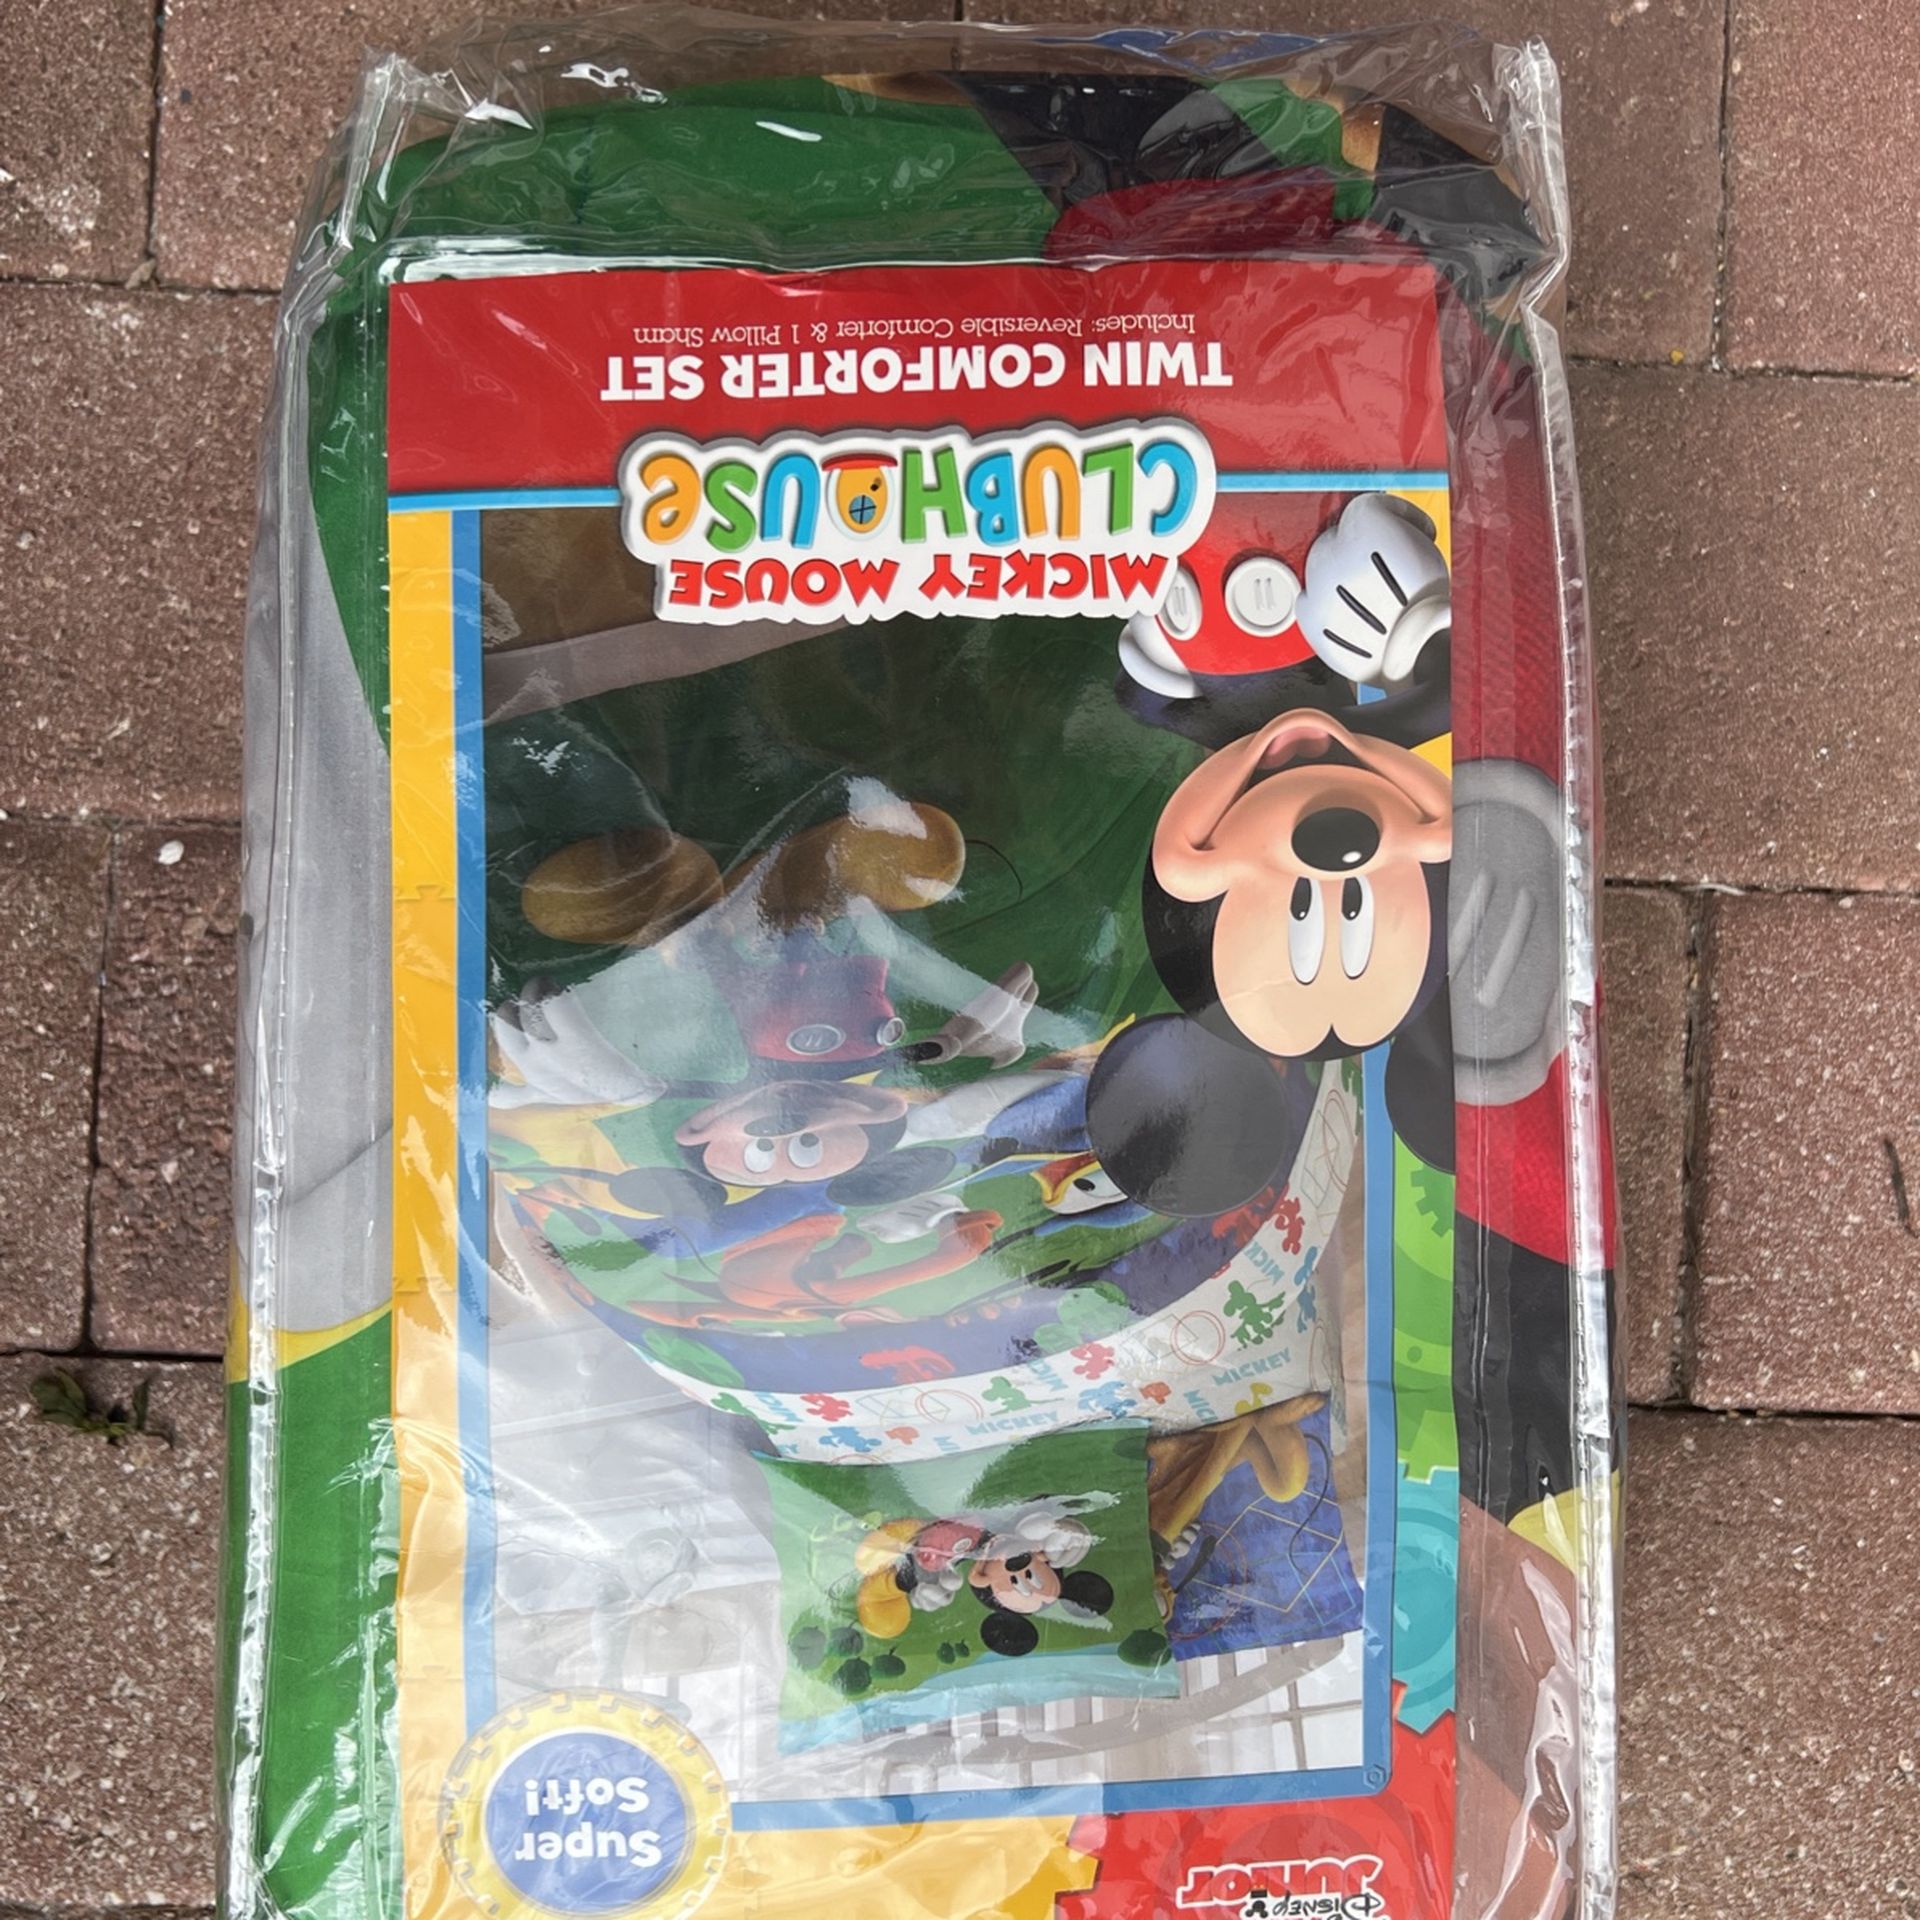 Disney
Junior
Super
Soft!
MICKEY
MICKEY
MICKEY MOUSE
CLUBHOUSE
TWIN COMFORTER SET
Includes: Reversible Comforter & 1 Pillow Sham